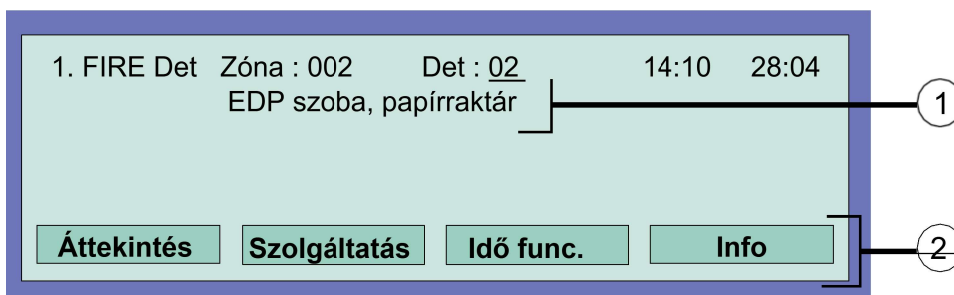 1. FIRE Det Zóna : 002 Det : 02 14:10 28:04
EDP szoba, papírraktár
1
Áttekintés Szolgáltatás Idő func. Info
2